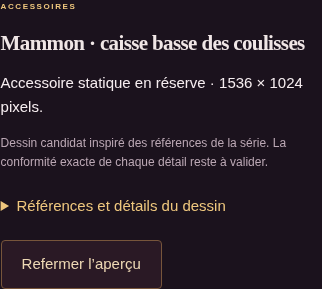 ACCESSOIRES
Mammon · caisse basse des coulisses
Accessoire statique en réserve · 1536 × 1024
pixels.
Dessin candidat inspiré des références de la série. La
conformité exacte de chaque détail reste à valider.
Références et détails du dessin
Refermer l’aperçu